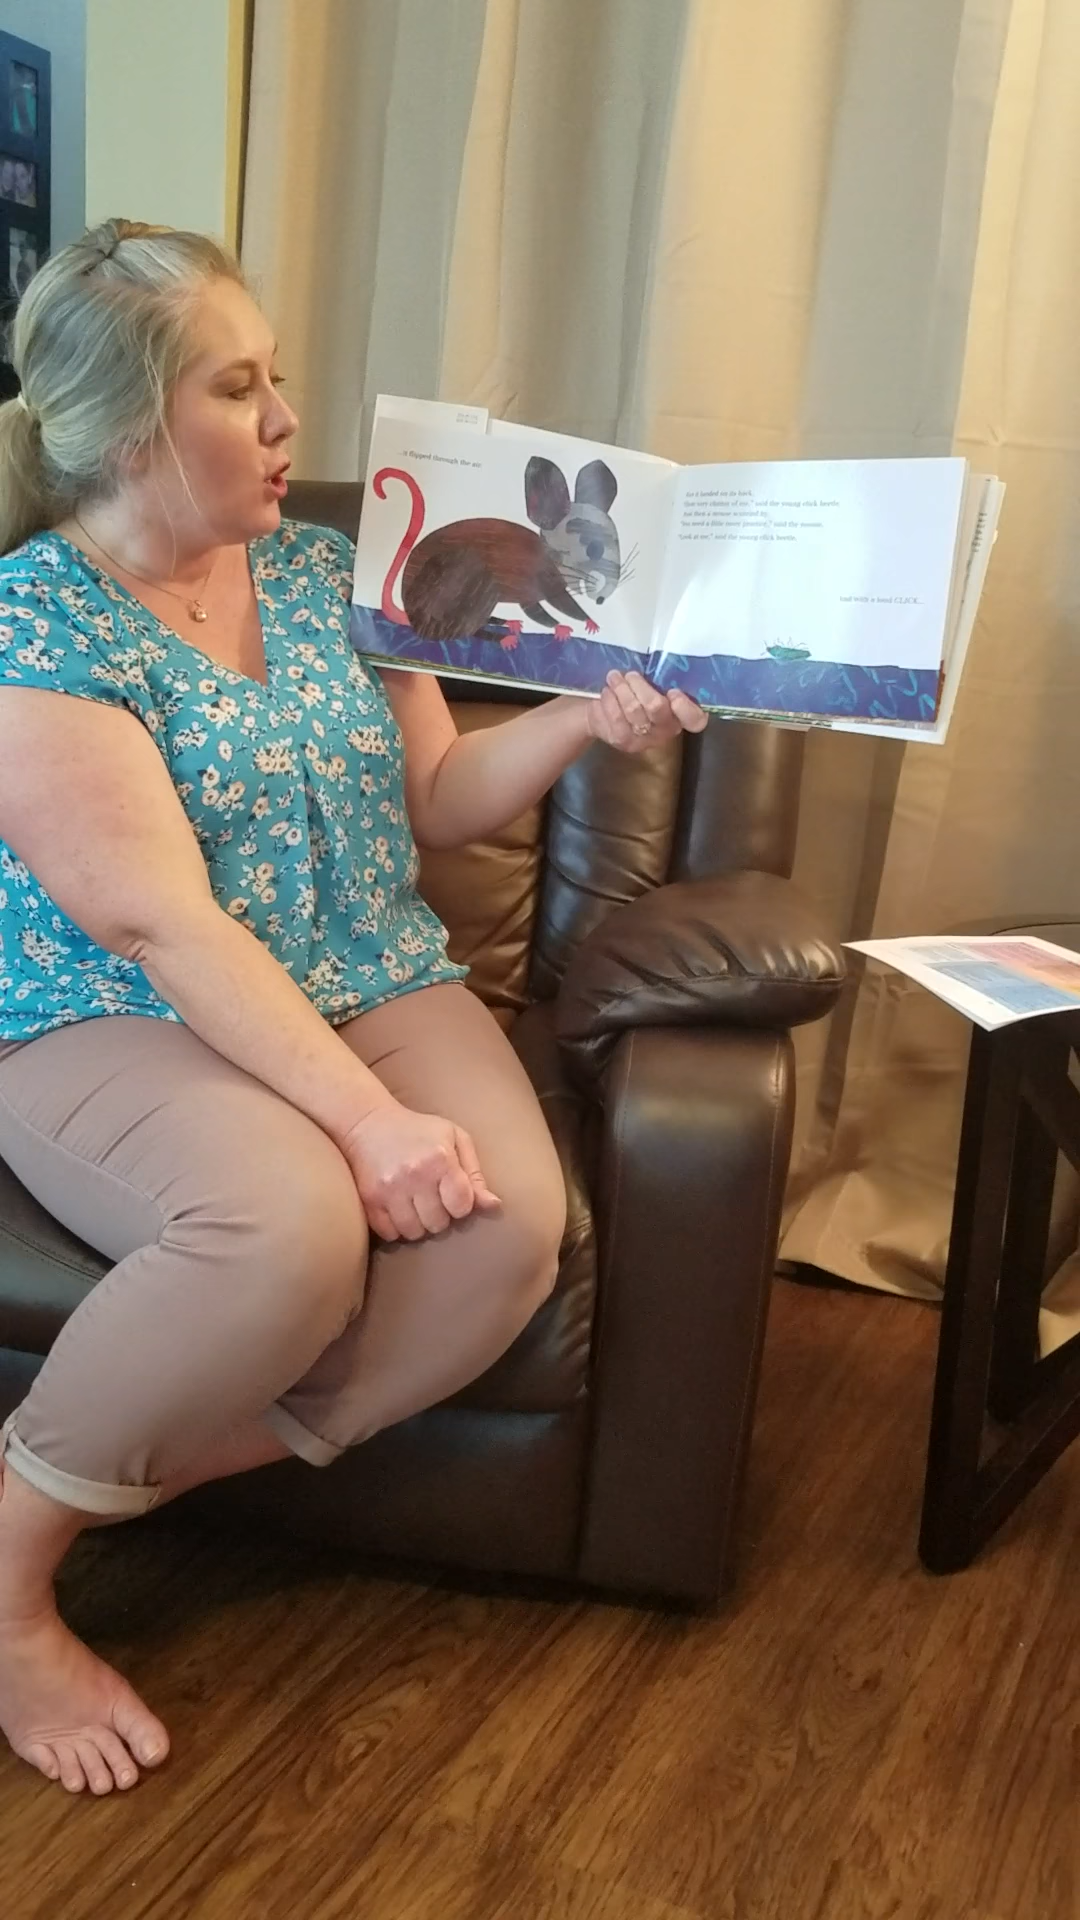 ...it flipped through the air.
But it landed on its back.
"How very clumsy of me," said the young click beetle.
Just then a mouse scurried by.
"You need a little more practice," said the mouse.
"Look at me," said the young click beetle.
And with a loud CLICK...